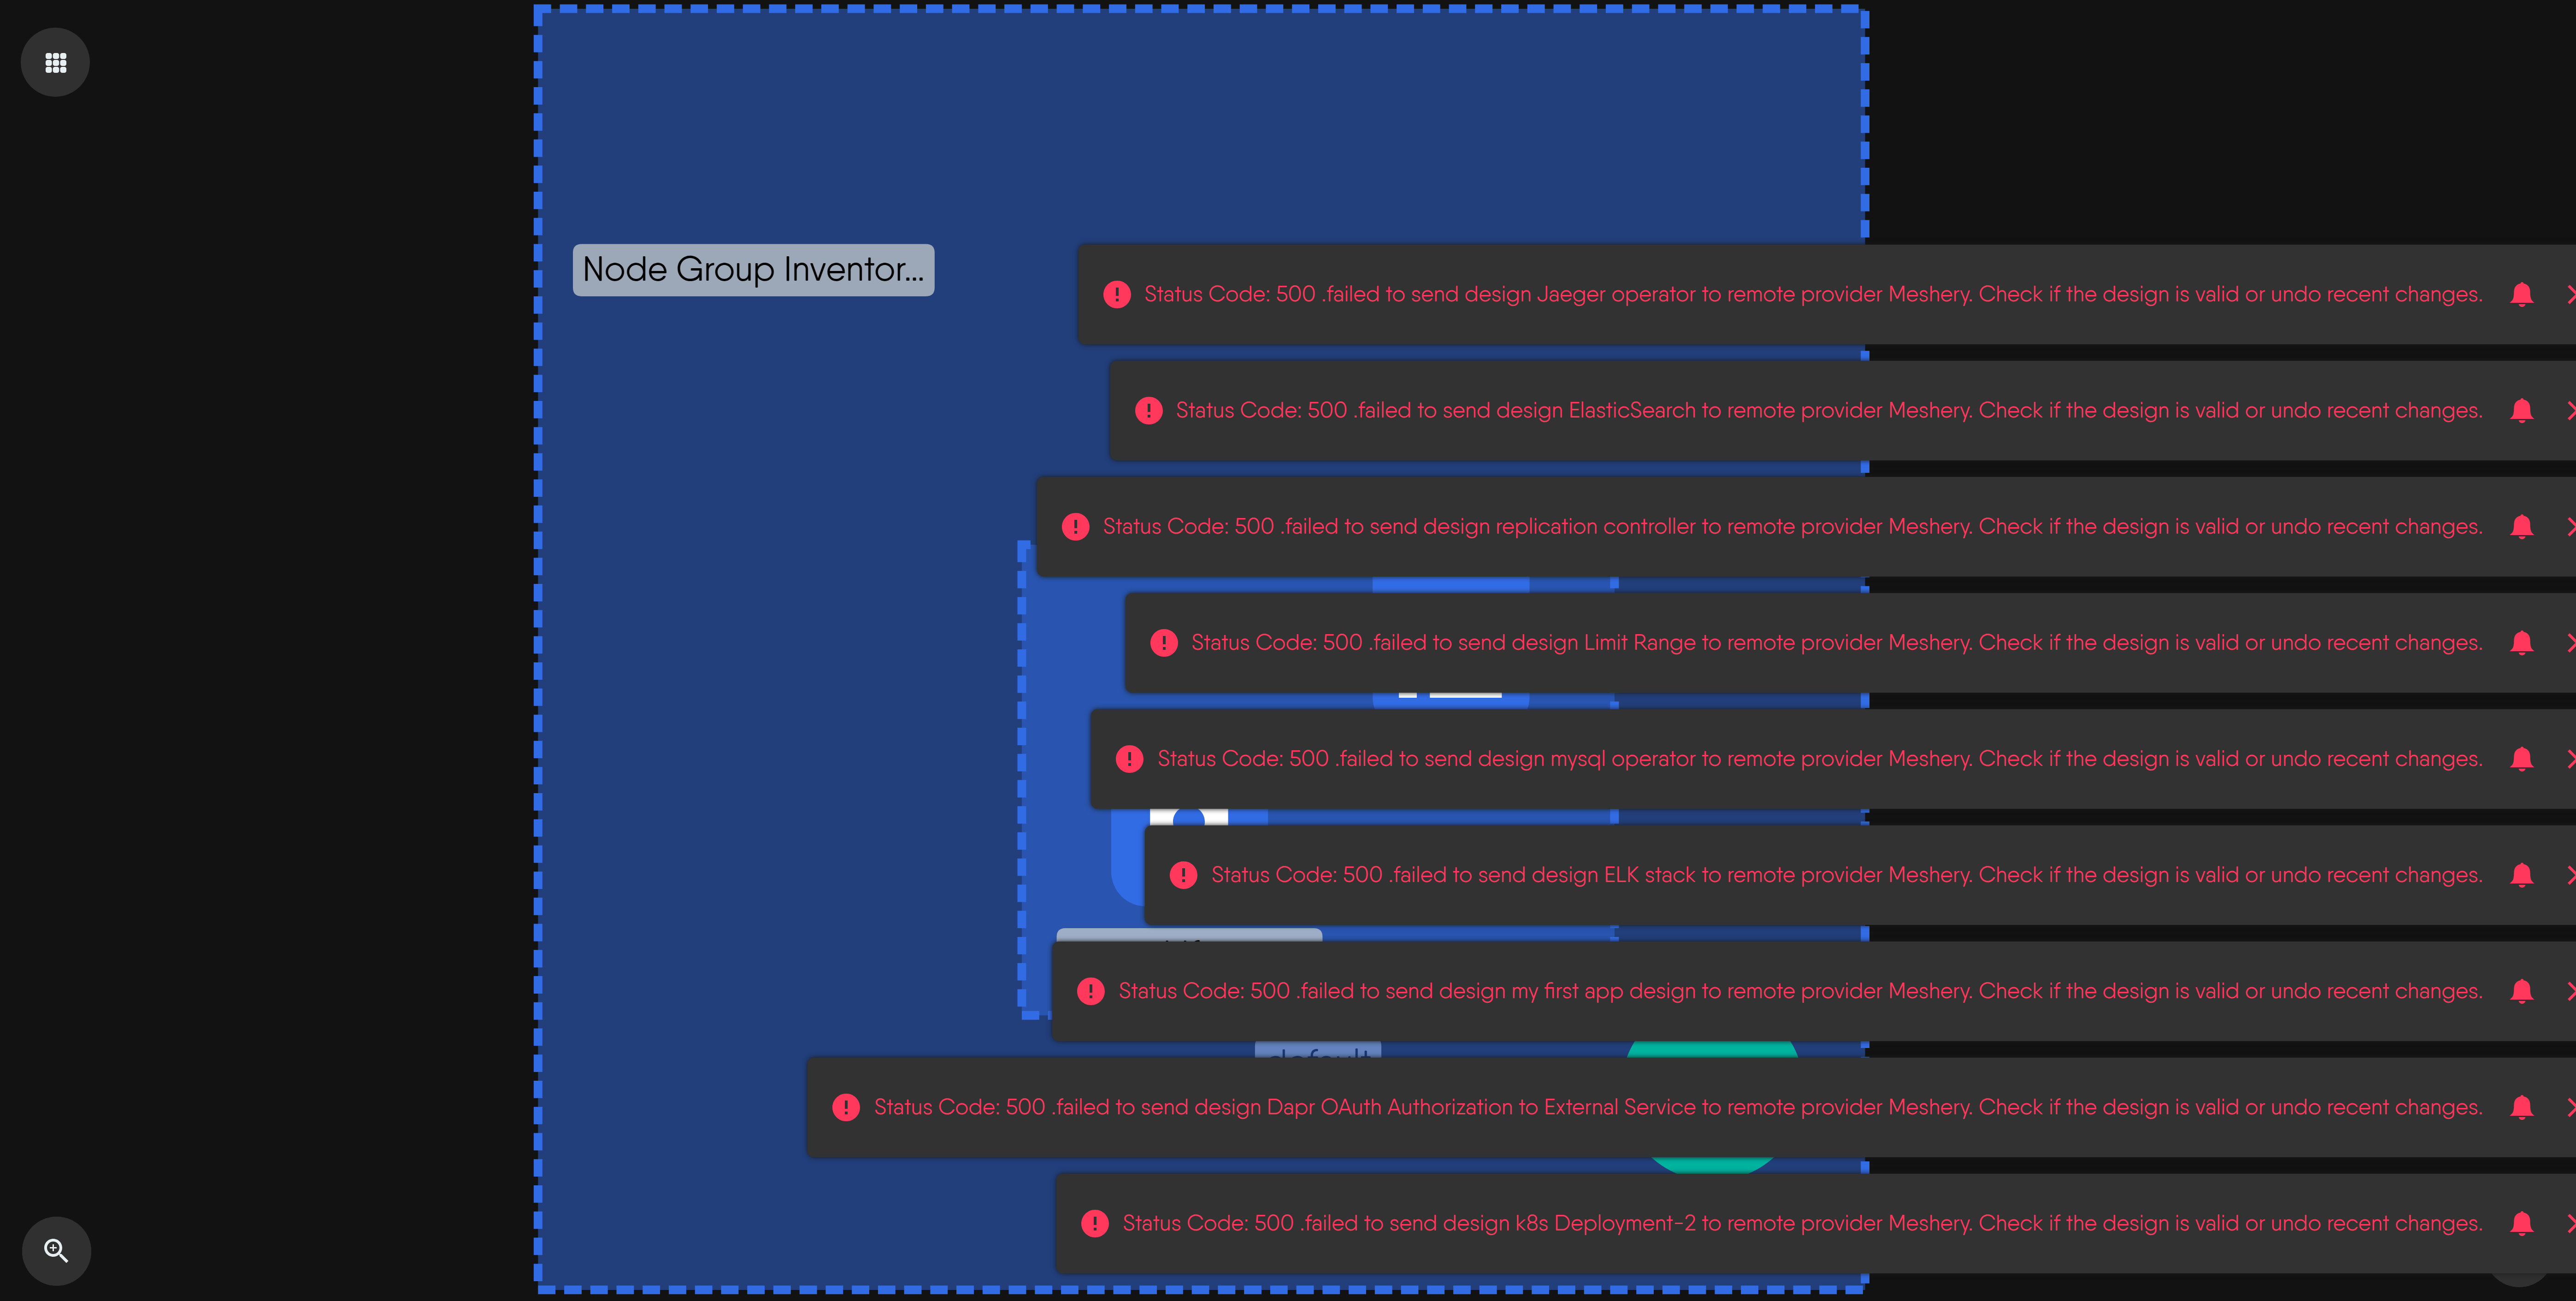 Node Group Inventor...
Status Code: 500 .failed to send design Jaeger operator to remote provider Meshery. Check if the design is valid or undo recent changes.
Status Code: 500 .failed to send design ElasticSearch to remote provider Meshery. Check if the design is valid or undo recent changes.
Status Code: 500 .failed to send design replication controller to remote provider Meshery. Check if the design is valid or undo recent changes.
Status Code: 500 .failed to send design Limit Range to remote provider Meshery. Check if the design is valid or undo recent changes.
Status Code: 500 .failed to send design mysql operator to remote provider Meshery. Check if the design is valid or undo recent changes.
Status Code: 500 .failed to send design ELK stack to remote provider Meshery. Check if the design is valid or undo recent changes.
Status Code: 500 .failed to send design my first app design to remote provider Meshery. Check if the design is valid or undo recent changes.
default
Status Code: 500 .failed to send design Dapr OAuth Authorization to External Service to remote provider Meshery. Check if the design is valid or undo recent changes.
Status Code: 500 .failed to send design k8s Deployment-2 to remote provider Meshery. Check if the design is valid or undo recent changes.